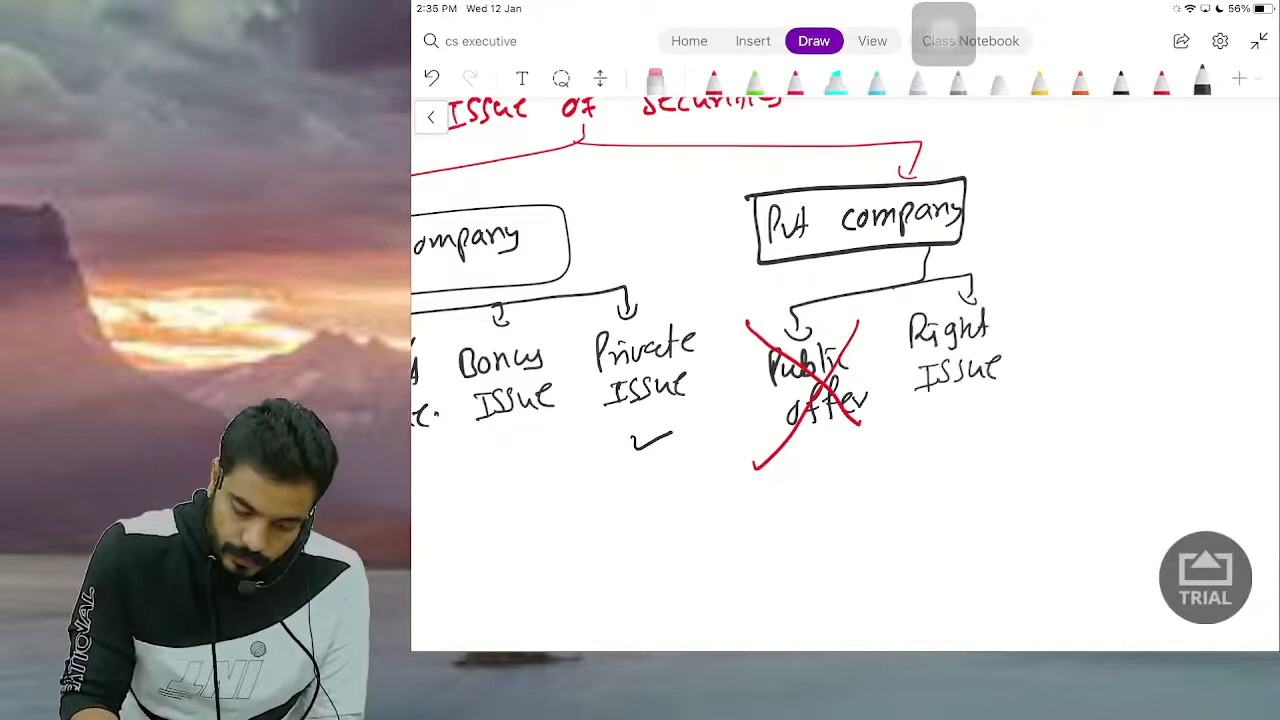 2:35 PM Wed 12 Jan
56%
cs executive
Home Insert Draw View Class Notebook
T
Issue of Securities
ompany
Pvt company
Bonus
Issue
Private
Issue
Public
offer
Right
Issue
TRIAL